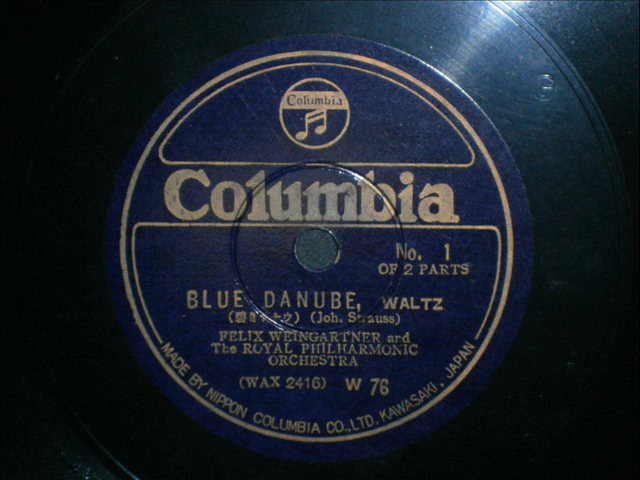 Columbia
Columbia
No. 1
OF 2 PARTS
BLUE DANUBE, WALTZ
(Joh. Strauss)
FELIX WEINGARTNER and
The ROYAL PHILHARMONIC
ORCHESTRA
(WAX 2416) W 76
MADE BY NIPPON COLUMBIA CO., LTD. KAWASAKI, JAPAN